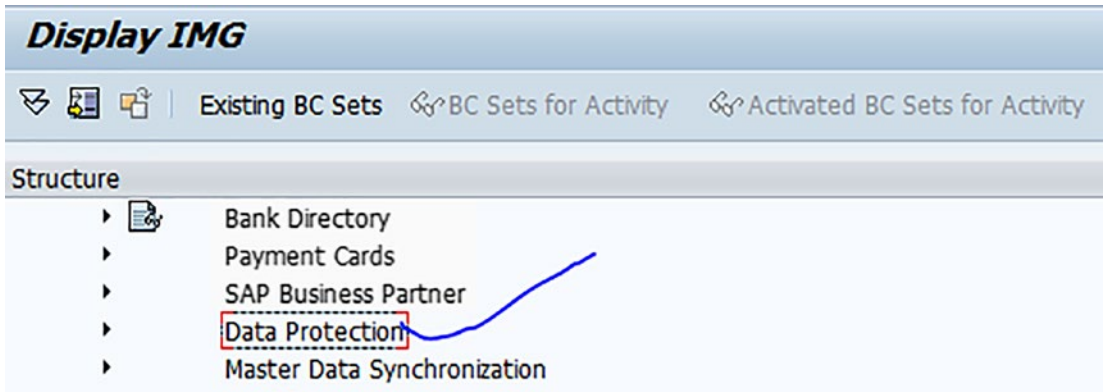 Display IMG
Existing BC Sets BC Sets for Activity Activated BC Sets for Activity
Structure
Bank Directory
Payment Cards
SAP Business Partner
Data Protection
Master Data Synchronization